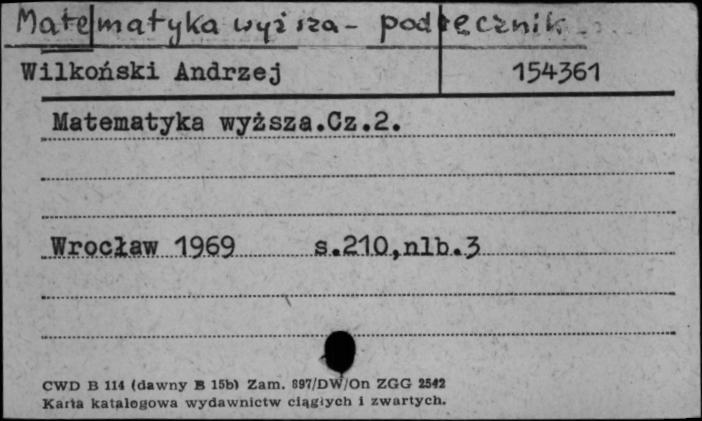 Matematyka wyższa - podręcznik
Wilkoński Andrzej 154361
Matematyka wyższa.Cz.2.
Wrocław 1969 s.210,nlb.3
CWD B 114 (dawny B 15b) Zam. 897/DW/On ZGG 2542
Karta katalogowa wydawnictw ciągłych i zwartych.